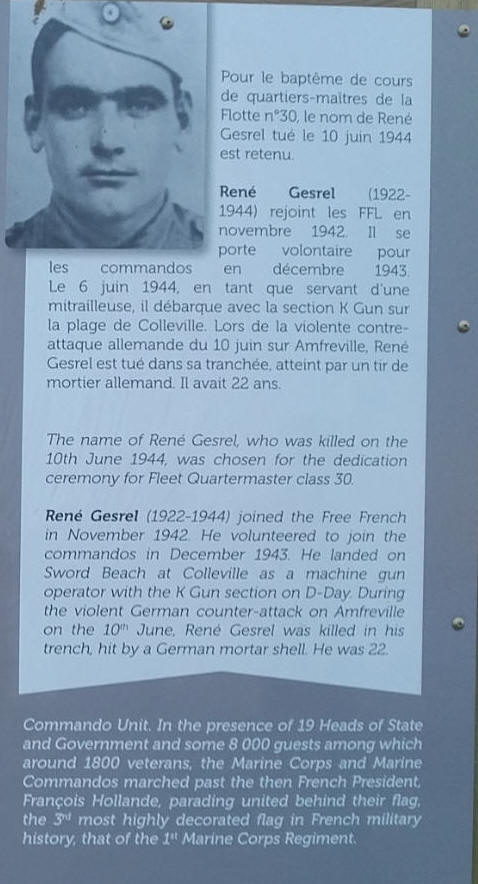 Pour le baptême de cours
de quartiers-maîtres de la
Flotte n°30, le nom de René
Gesrel tué le 10 juin 1944
est retenu.
René Gesrel (1922-
1944) rejoint les FFL en
novembre 1942. Il se
porte volontaire pour
les commandos en décembre 1943.
Le 6 juin 1944, en tant que servant d'une
mitrailleuse, il débarque avec la section K Gun sur
la plage de Colleville. Lors de la violente contre-
attaque allemande du 10 juin sur Amfreville, René
Gesrel est tué dans sa tranchée, atteint par un tir de
mortier allemand. Il avait 22 ans.
The name of René Gesrel, who was killed on the
10th June 1944, was chosen for the dedication
ceremony for Fleet Quartermaster class 30.
René Gesrel (1922-1944) joined the Free French
in November 1942. He volunteered to join the
commandos in December 1943. He landed on
Sword Beach at Colleville as a machine gun
operator with the K Gun section on D-Day. During
the violent German counter-attack on Amfreville
on the 10th June, René Gesrel was killed in his
trench, hit by a German mortar shell. He was 22.
Commando Unit. In the presence of 19 Heads of State
and Government and some 8 000 guests among which
around 1800 veterans, the Marine Corps and Marine
Commandos marched past the then French President,
François Hollande, parading united behind their flag,
the 3rd most highly decorated flag in French military
history, that of the 1st Marine Corps Regiment.